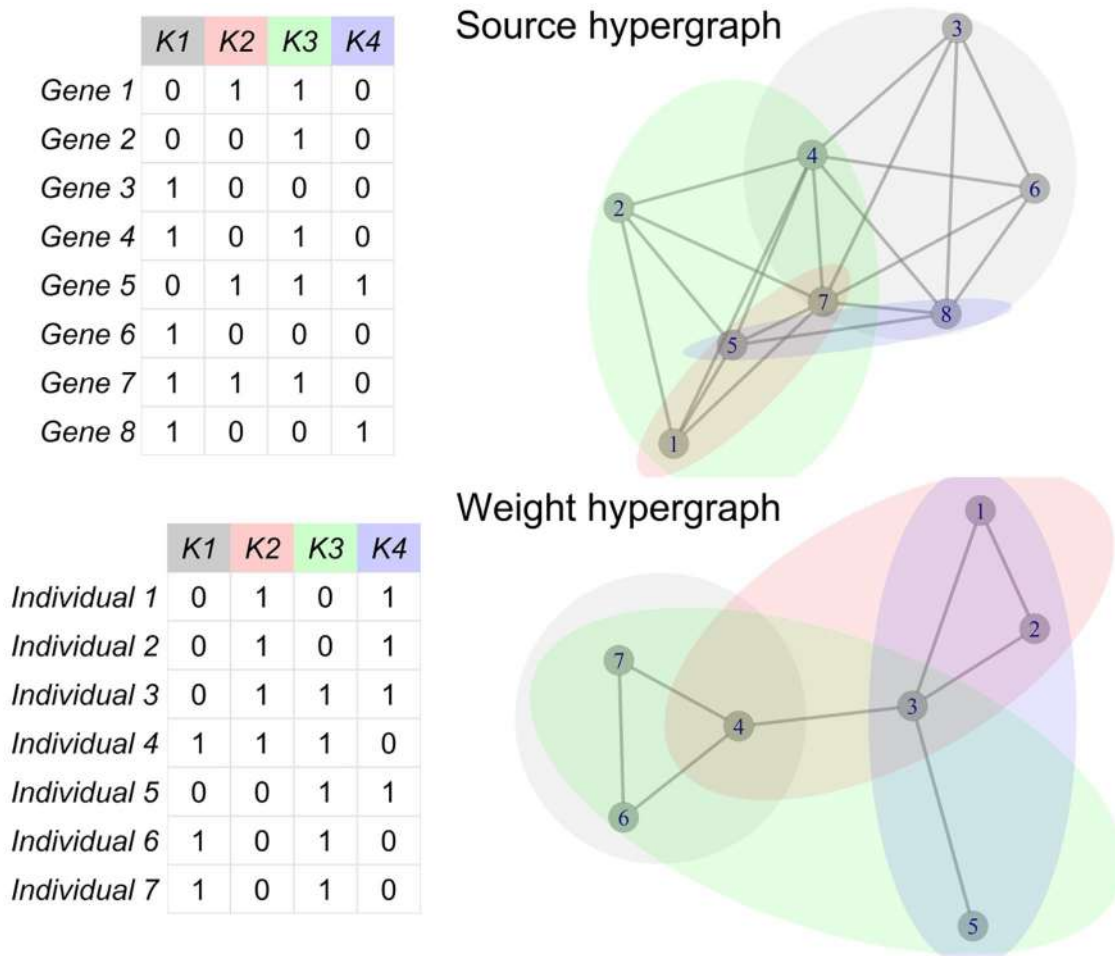 Source hypergraph
K1 K2 K3 K4
Gene 1 0 1 1 0
Gene 2 0 0 1 0
Gene 3 1 0 0 0
Gene 4 1 0 1 0
Gene 5 0 1 1 1
Gene 6 1 0 0 0
Gene 7 1 1 1 0
Gene 8 1 0 0 1
3
4
6
2
7
8
5
1
Weight hypergraph
K1 K2 K3 K4
Individual 1 0 1 0 1
Individual 2 0 1 0 1
Individual 3 0 1 1 1
Individual 4 1 1 1 0
Individual 5 0 0 1 1
Individual 6 1 0 1 0
Individual 7 1 0 1 0
1
2
7
3
4
6
5